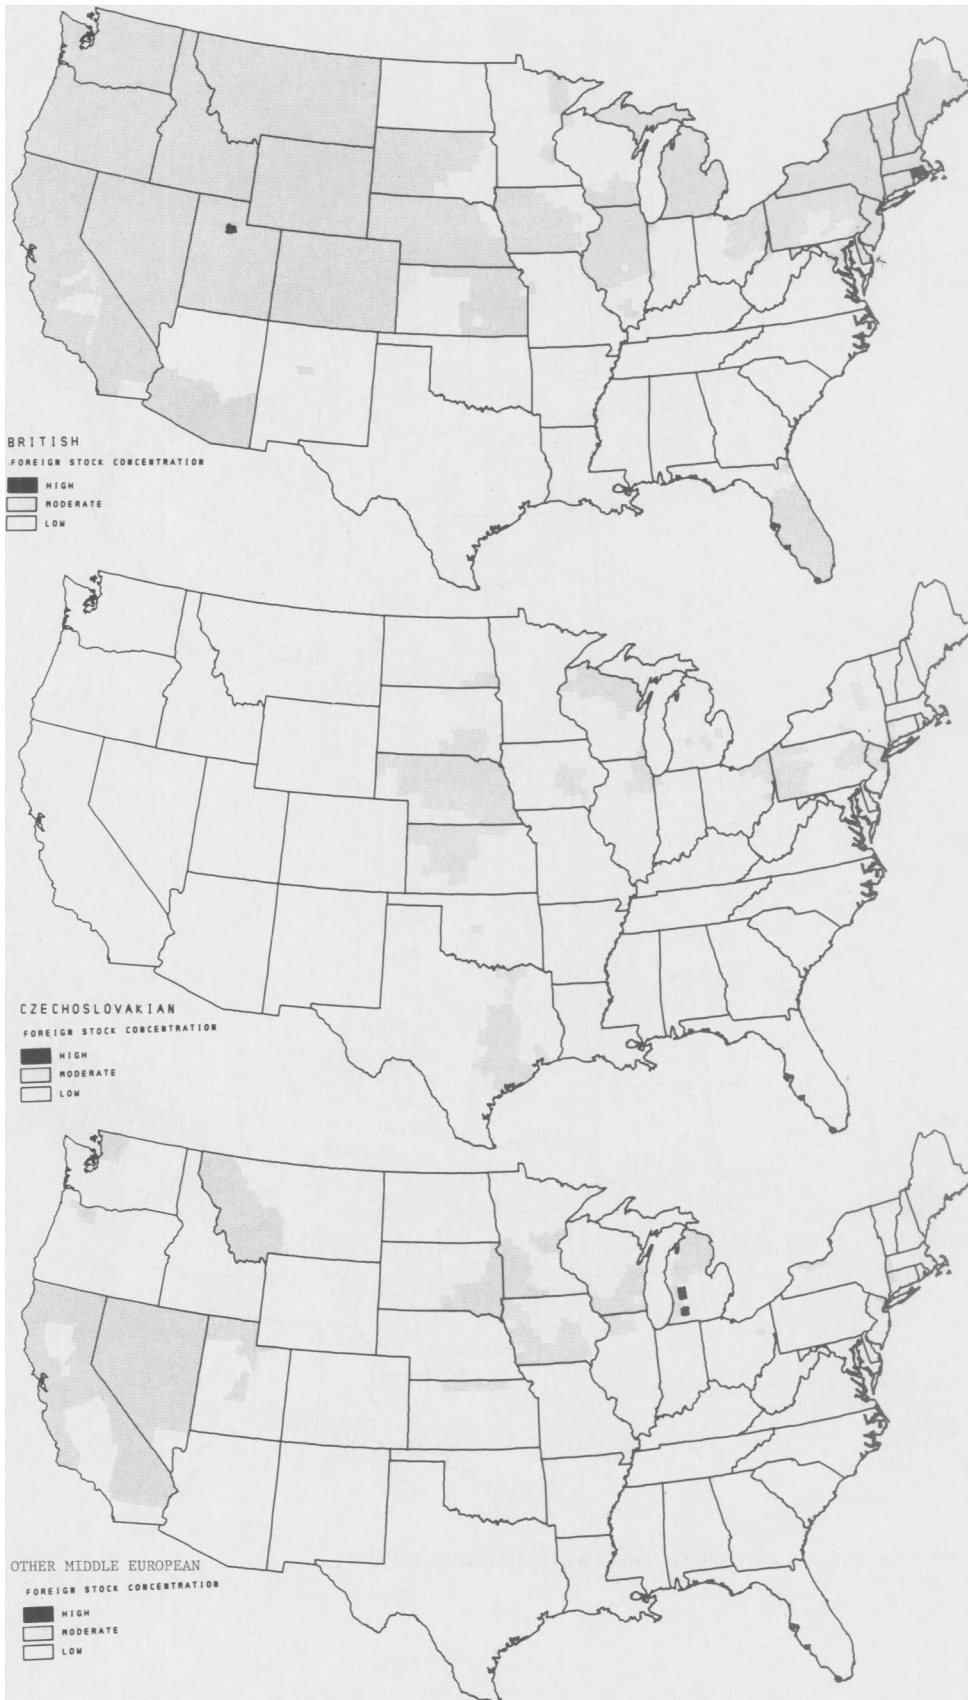 BRITISH
FOREIGN STOCK CONCENTRATION
HIGH
MODERATE
LOW
CZECHOSLOVAKIAN
FOREIGN STOCK CONCENTRATION
HIGH
MODERATE
LOW
OTHER MIDDLE EUROPEAN
FOREIGN STOCK CONCENTRATION
HIGH
MODERATE
LOW